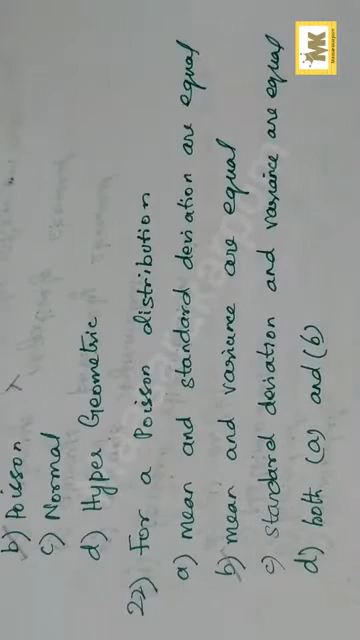 b) Poisson
c) Normal
d) Hyper Geometric
22) For a Poisson distribution
a) mean and standard deviation are equal
b) mean and variance are equal
c) standard deviation and variance are equal
d) both (a) and (b)
MK